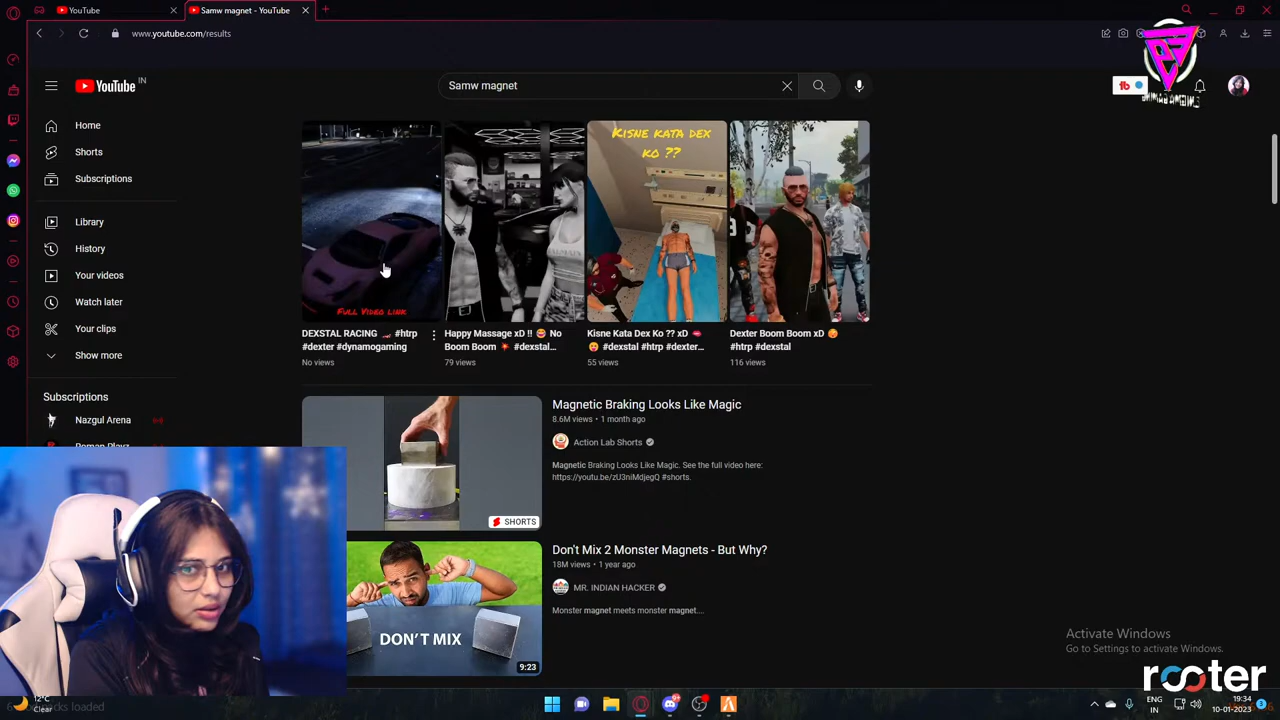 YouTube
Samw magnet - YouTube
www.youtube.com/results
YouTube
IN
Samw magnet
Home
Shorts
Subscriptions
Library
History
Your videos
Watch later
Your clips
Show more
Subscriptions
Nazgul Arena
FULL VIDEO LINK
KISNE KATA DEX
KO ??
DEXSTAL RACING #htrp
#dexter #dynamogaming
No views
Happy Massage xD !! No
Boom Boom #dexstal...
79 views
Kisne Kata Dex Ko ?? xD
#dexstal #htrp #dexter...
55 views
Dexter Boom Boom xD
#htrp #dexstal
116 views
SHORTS
Magnetic Braking Looks Like Magic
8.6M views • 1 month ago
Action Lab Shorts
Magnetic Braking Looks Like Magic. See the full video here:
https://youtu.be/zU3niMdjegQ #shorts.
DON'T MIX
9:23
Don't Mix 2 Monster Magnets - But Why?
18M views • 1 year ago
MR. INDIAN HACKER
Monster magnet meets monster magnet....
Activate Windows
Go to Settings to activate Windows.
rooter
12°C
Clear
ENG
IN
19:34
10-01-2023